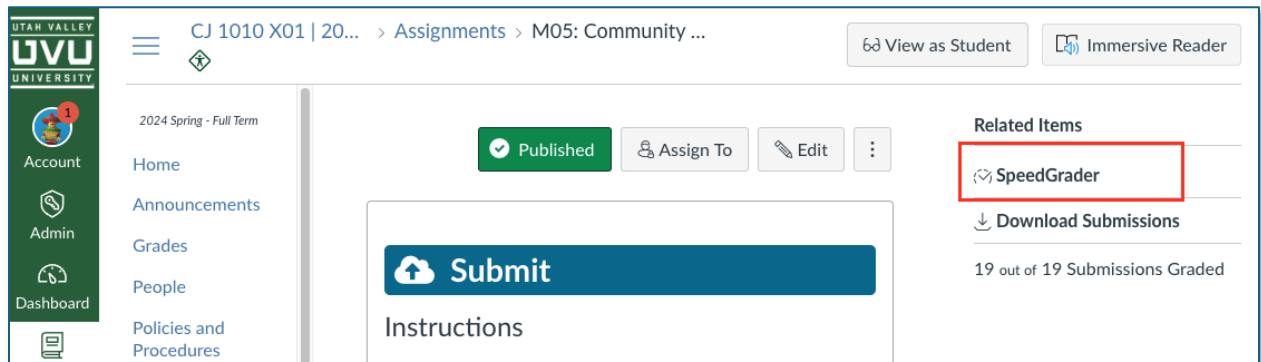 UTAH VALLEY
UVU
UNIVERSITY
1
Account
Admin
Dashboard
CJ 1010 X01 | 20... > Assignments > M05: Community ...
View as Student
Immersive Reader
2024 Spring - Full Term
Home
Announcements
Grades
People
Policies and
Procedures
Published
Assign To
Edit
Submit
Instructions
Related Items
SpeedGrader
Download Submissions
19 out of 19 Submissions Graded